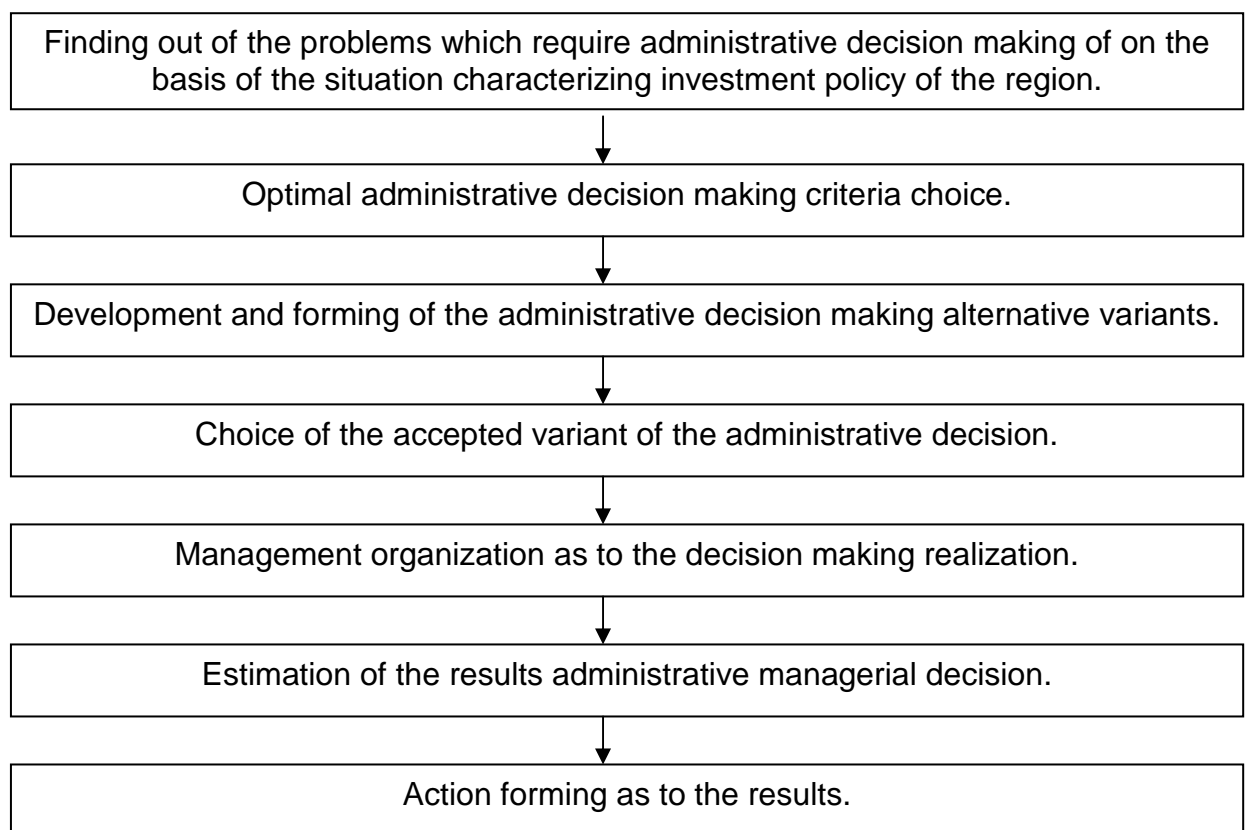 Finding out of the problems which require administrative decision making of on the
basis of the situation characterizing investment policy of the region.
Optimal administrative decision making criteria choice.
Development and forming of the administrative decision making alternative variants.
Choice of the accepted variant of the administrative decision.
Management organization as to the decision making realization.
Estimation of the results administrative managerial decision.
Action forming as to the results.